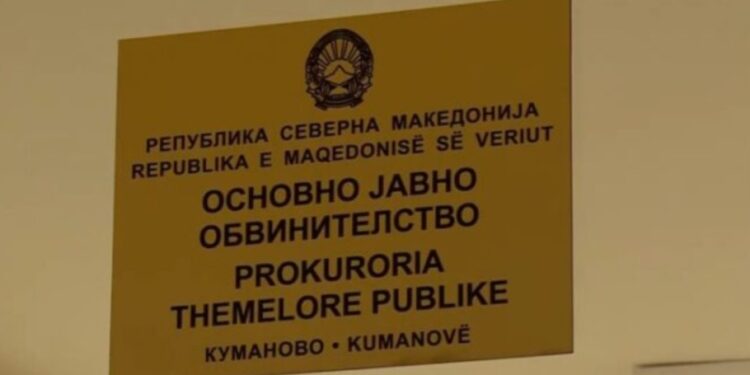 РЕПУБЛИКА СЕВЕРНА МАКЕДОНИЈА
REPUBLIKA E MAQEDONISË SË VERIUT
ОСНОВНО ЈАВНО
ОБВИНИТЕЛСТВО
PROKURORIA
THEMELORE PUBLIKE
КУМАНОВО • KUMANOVË